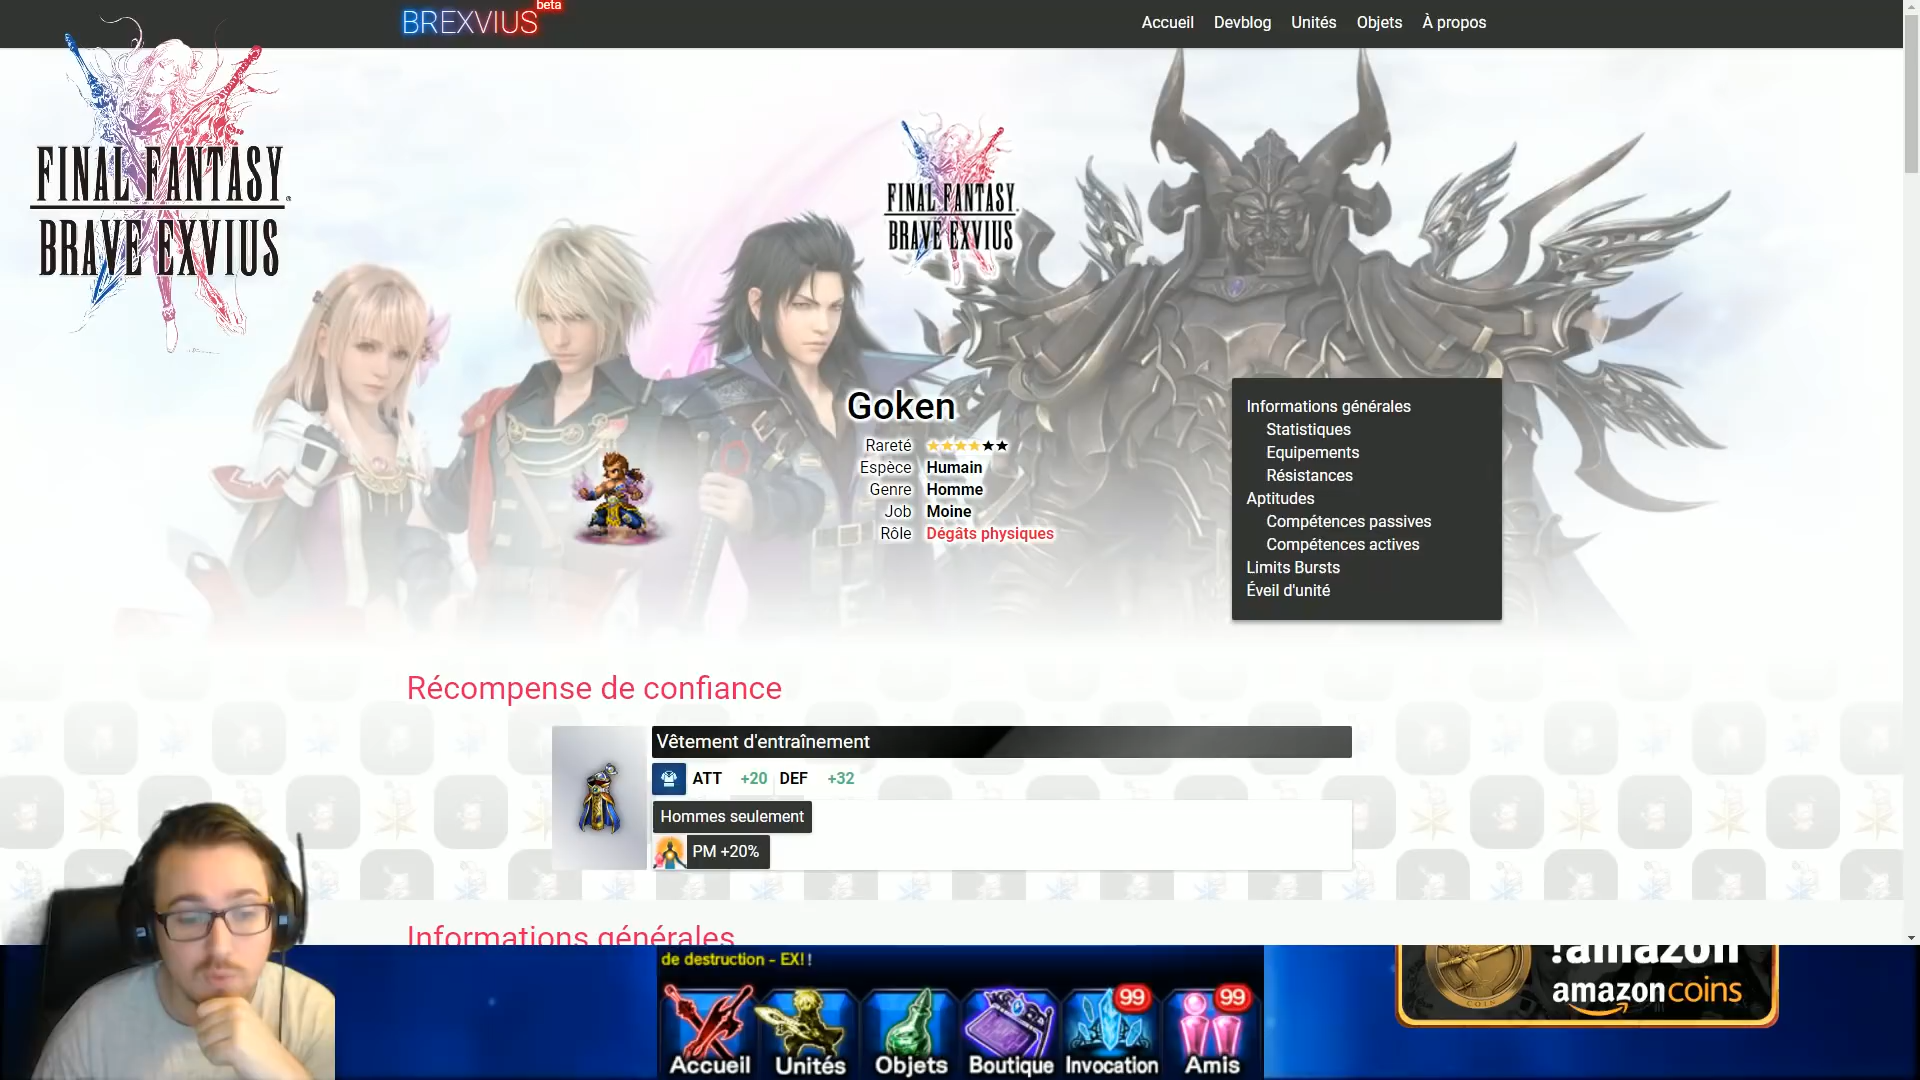 BREXVIUS beta
Accueil Devblog Unités Objets À propos
FINAL FANTASY
BRAVE EXVIUS
FINAL FANTASY
BRAVE EXVIUS
Goken
Rareté
Espèce Humain
Genre Homme
Job Moine
Rôle Dégâts physiques
Informations générales
Statistiques
Equipements
Résistances
Aptitudes
Compétences passives
Compétences actives
Limits Bursts
Éveil d'unité
Récompense de confiance
Vêtement d'entraînement
ATT +20 DEF +32
Hommes seulement
PM +20%
Informations générales
de destruction - EX!!
99 99
Accueil Unités Objets Boutique Invocation Amis
!amazon
COIN
amazoncoins